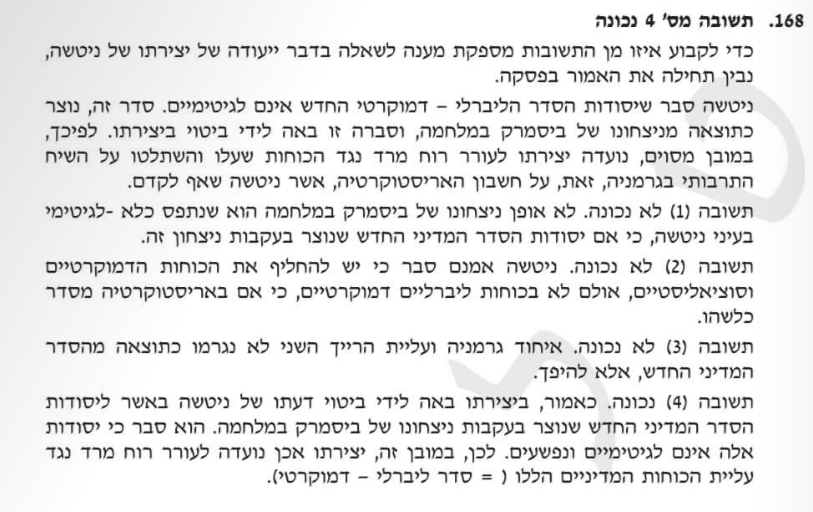 168. תשובה מס' 4 נכונה
כדי לקבוע איזו מן התשובות מספקת מענה לשאלה בדבר ייעודה של יצירתו של ניטשה,
נבין תחילה את האמור בפסקה.
ניטשה סבר שיסודות הסדר הליברלי – דמוקרטי החדש אינם לגיטימיים. סדר זה, נוצר
כתוצאה מניצחונו של ביסמרק במלחמה, וסברה זו באה לידי ביטוי ביצירתו. לפיכך,
במובן מסוים, נועדה יצירתו לעורר רוח מרד נגד הכוחות שעלו והשתלטו על השיח
התרבותי בגרמניה, זאת, על חשבון האריסטוקרטיה, אשר ניטשה שאף לקדם.
תשובה (1) לא נכונה. לא אופן ניצחונו של ביסמרק במלחמה הוא שנתפס כלא -לגיטימי
בעיני ניטשה, כי אם יסודות הסדר המדיני החדש שנוצר בעקבות ניצחון זה.
תשובה (2) לא נכונה. ניטשה אמנם סבר כי יש להחליף את הכוחות הדמוקרטיים
וסוציאליסטיים, אולם לא בכוחות ליברליים דמוקרטיים, כי אם באריסטוקרטיה מסדר
כלשהו.
תשובה (3) לא נכונה. איחוד גרמניה ועליית הרייך השני לא נגרמו כתוצאה מהסדר
המדיני החדש, אלא להיפך.
תשובה (4) נכונה. כאמור, ביצירתו באה לידי ביטוי דעתו של ניטשה באשר ליסודות
הסדר המדיני החדש שנוצר בעקבות ניצחונו של ביסמרק במלחמה. הוא סבר כי יסודות
אלה אינם לגיטימיים ונפשעים. לכן, במובן זה, יצירתו אכן נועדה לעורר רוח מרד נגד
עליית הכוחות המדיניים הללו ( = סדר ליברלי – דמוקרטי).